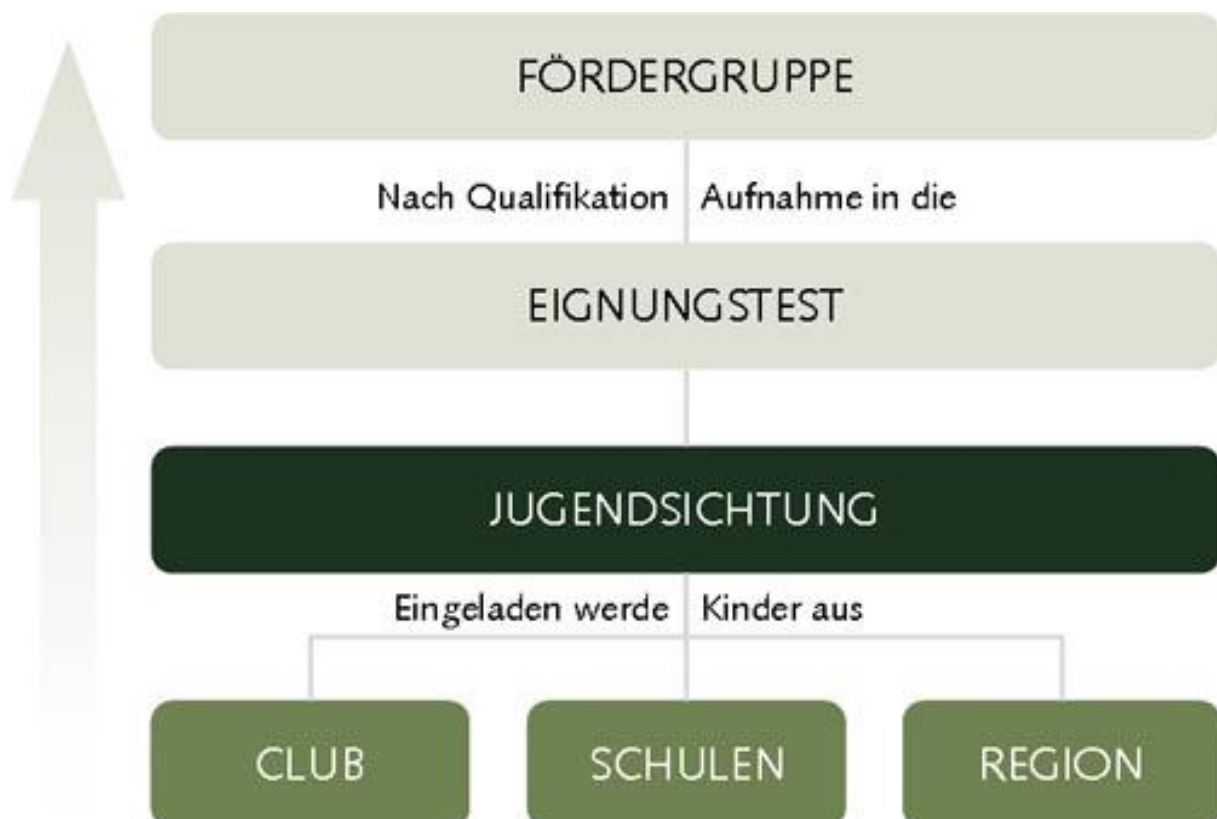 FÖRDERGRUPPE
Nach Qualifikation Aufnahme in die
EIGNUNGSTEST
JUGENDSICHTUNG
Eingeladen werde Kinder aus
CLUB
SCHULEN
REGION